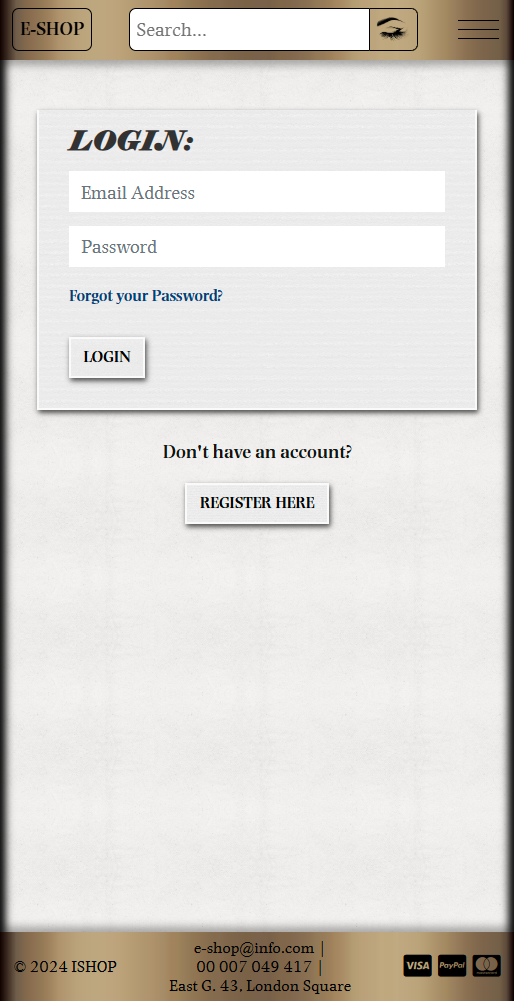 E-SHOP
Search...
LOGIN:
Email Address
Password
Forgot your Password?
LOGIN
Don't have an account?
REGISTER HERE
© 2024 ISHOP
e-shop@info.com |
00 007 049 417 |
East G. 43, London Square
VISA
PayPal